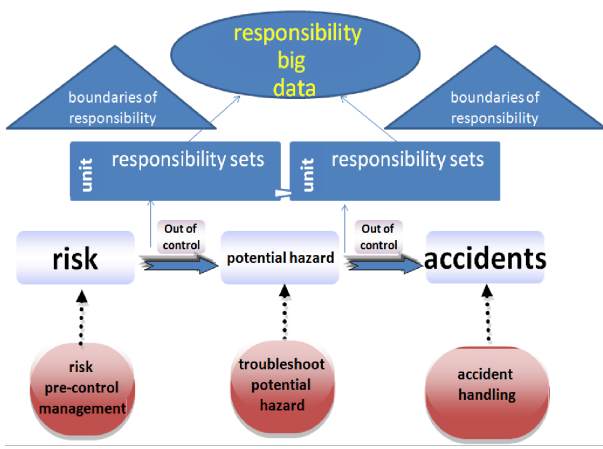 responsibility
big
data
boundaries of
responsibility
boundaries of
responsibility
unit
responsibility sets
unit
responsibility sets
Out of
control
Out of
control
risk
potential hazard
accidents
risk
pre-control
management
troubleshoot
potential
hazard
accident
handling